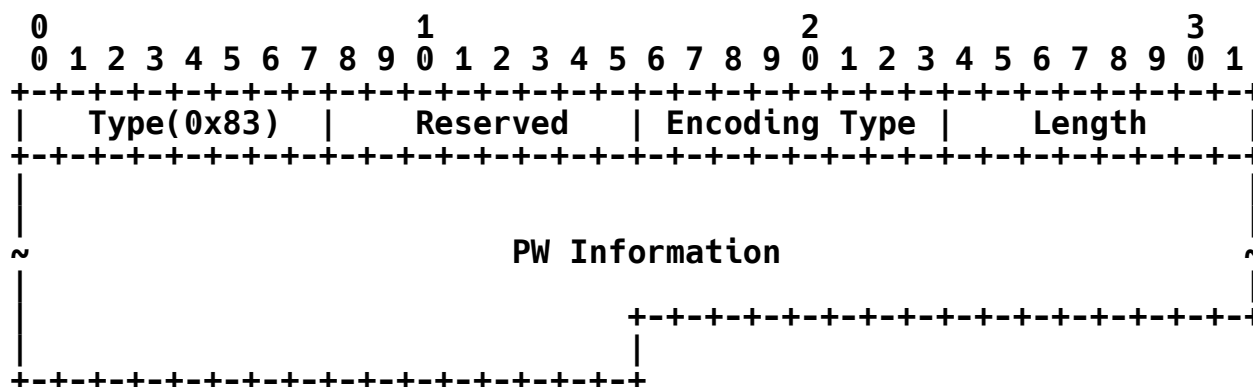 0                   1                   2                   3
 0 1 2 3 4 5 6 7 8 9 0 1 2 3 4 5 6 7 8 9 0 1 2 3 4 5 6 7 8 9 0 1
+-+-+-+-+-+-+-+-+-+-+-+-+-+-+-+-+-+-+-+-+-+-+-+-+-+-+-+-+-+-+-+-+
|   Type(0x83)  |    Reserved   | Encoding Type |    Length     |
+-+-+-+-+-+-+-+-+-+-+-+-+-+-+-+-+-+-+-+-+-+-+-+-+-+-+-+-+-+-+-+-+
|                                                               |
|                                                               |
~                         PW Information                        ~
|                                                               |
|                               +-+-+-+-+-+-+-+-+-+-+-+-+-+-+-+-+
|                               |
+-+-+-+-+-+-+-+-+-+-+-+-+-+-+-+-+